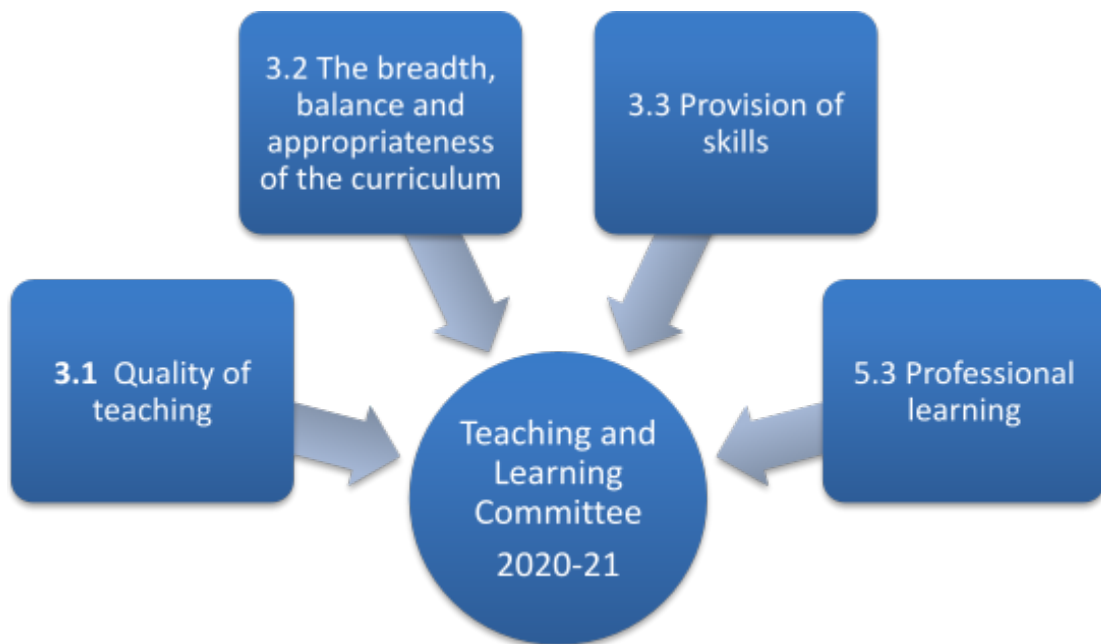 3.2 The breadth,
balance and
appropriateness
of the curriculum
3.3 Provision of
skills
3.1  Quality of
teaching
5.3 Professional
learning
Teaching and
Learning
Committee
2020-21